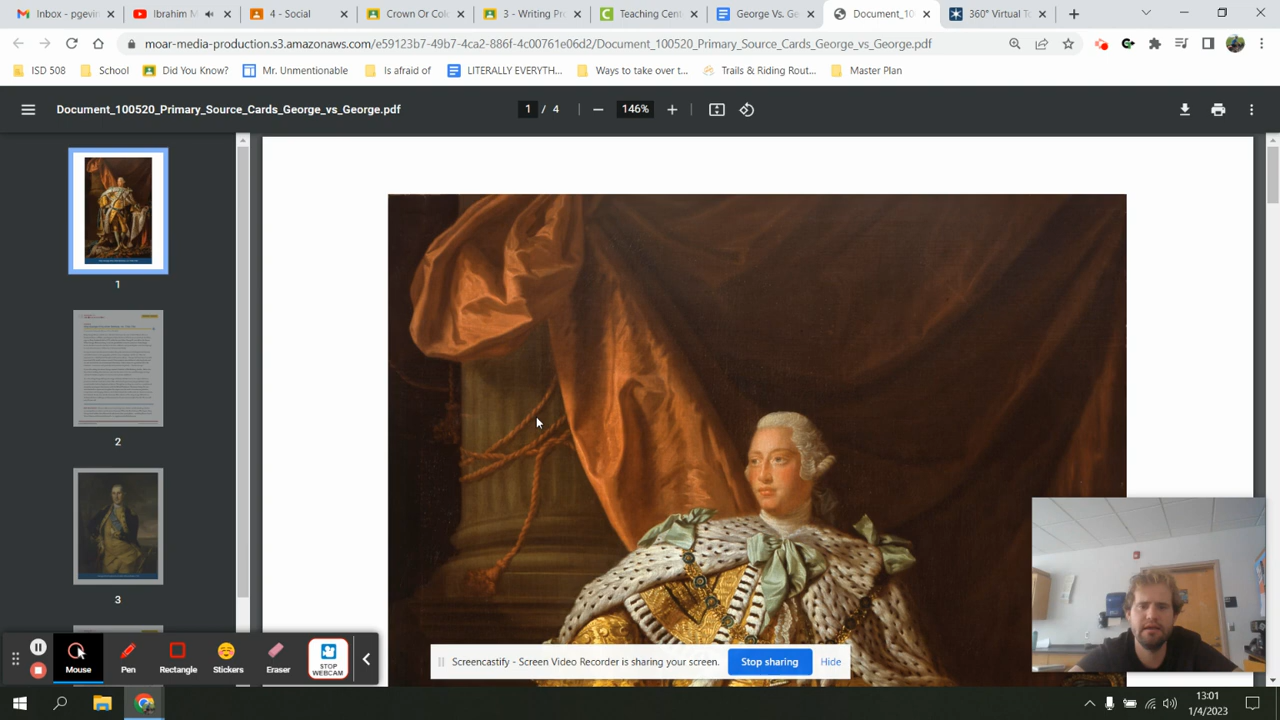 Inbox - pgevin
Ibrahim M
4 - Social
Crown Or Colo
3 - Writing Pro
Teaching Cent
George Vs. Ge
Document_10
360° Virtual To
moar-media-production.s3.amazonaws.com/e59123b7-49b7-4ca2-886f-4c00761e06d2/Document_100520_Primary_Source_Cards_George_vs_George.pdf
ISD 508
School
Did You Know?
Mr. Unmentionable
Is afraid of
LITERALLY EVERYTH...
Ways to take over t...
Trails & Riding Rout...
Master Plan
Document_100520_Primary_Source_Cards_George_vs_George.pdf
1 / 4
146%
1
2
3
Mouse
Pen
Rectangle
Stickers
Eraser
STOP
WEBCAM
Screencastify - Screen Video Recorder is sharing your screen.
Stop sharing
Hide
13:01
1/4/2023